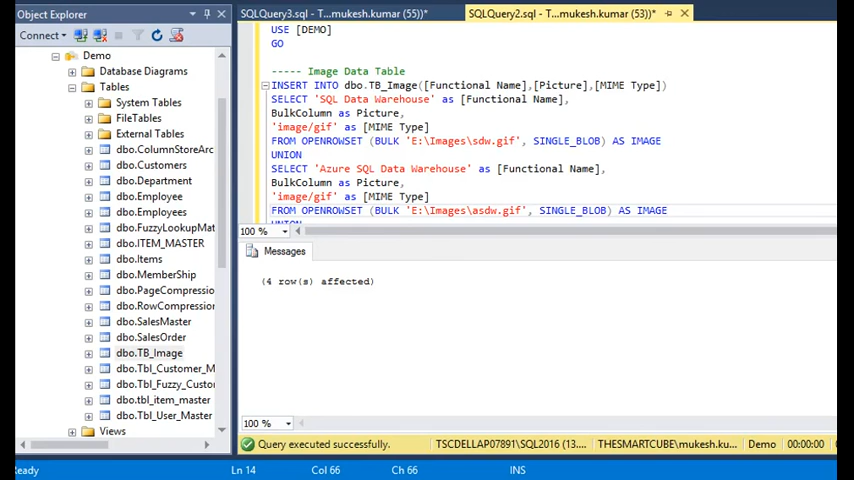 Object Explorer
SQLQuery3.sql - T...mukesh.kumar (55))*
SQLQuery2.sql - T...mukesh.kumar (53))*
Connect
Demo
Database Diagrams
Tables
System Tables
FileTables
External Tables
dbo.ColumnStoreArc
dbo.Customers
dbo.Department
dbo.Employee
dbo.Employees
dbo.FuzzyLookupMat
dbo.ITEM_MASTER
dbo.Items
dbo.MemberShip
dbo.PageCompression
dbo.RowCompression
dbo.SalesMaster
dbo.SalesOrder
dbo.TB_Image
dbo.Tbl_Customer_M
dbo.Tbl_Fuzzy_Custo
dbo.tbl_item_master
dbo.Tbl_User_Master
Views
USE [DEMO]
GO
----- Image Data Table
INSERT INTO dbo.TB_Image([Functional Name],[Picture],[MIME Type])
SELECT 'SQL Data Warehouse' as [Functional Name],
BulkColumn as Picture,
'image/gif' as [MIME Type]
FROM OPENROWSET (BULK 'E:\Images\sdw.gif', SINGLE_BLOB) AS IMAGE
UNION
SELECT 'Azure SQL Data Warehouse' as [Functional Name],
BulkColumn as Picture,
'image/gif' as [MIME Type]
FROM OPENROWSET (BULK 'E:\Images\asdw.gif', SINGLE_BLOB) AS IMAGE
UNION
100 %
Messages
(4 row(s) affected)
100 %
Query executed successfully.
TSCDELLAP07891\SQL2016 (13....
THESMARTCUBE\mukesh.ku...
Demo
00:00:00
eady
Ln 14
Col 66
Ch 66
INS